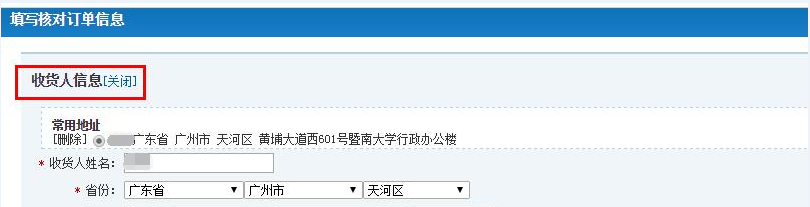 填写核对订单信息
收货人信息[关闭]
常用地址
[删除] 广东省 广州市 天河区 黄埔大道西601号暨南大学行政办公楼
* 收货人姓名:
* 省份: 广东省 广州市 天河区